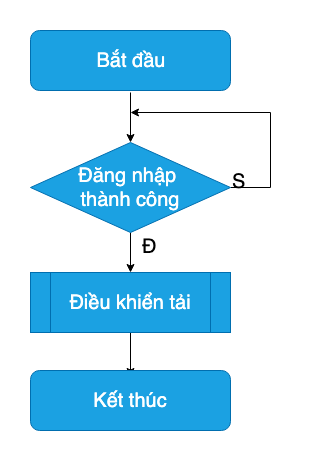 Bắt đầu
Đăng nhập
thành công
S
Đ
Điều khiển tải
Kết thúc